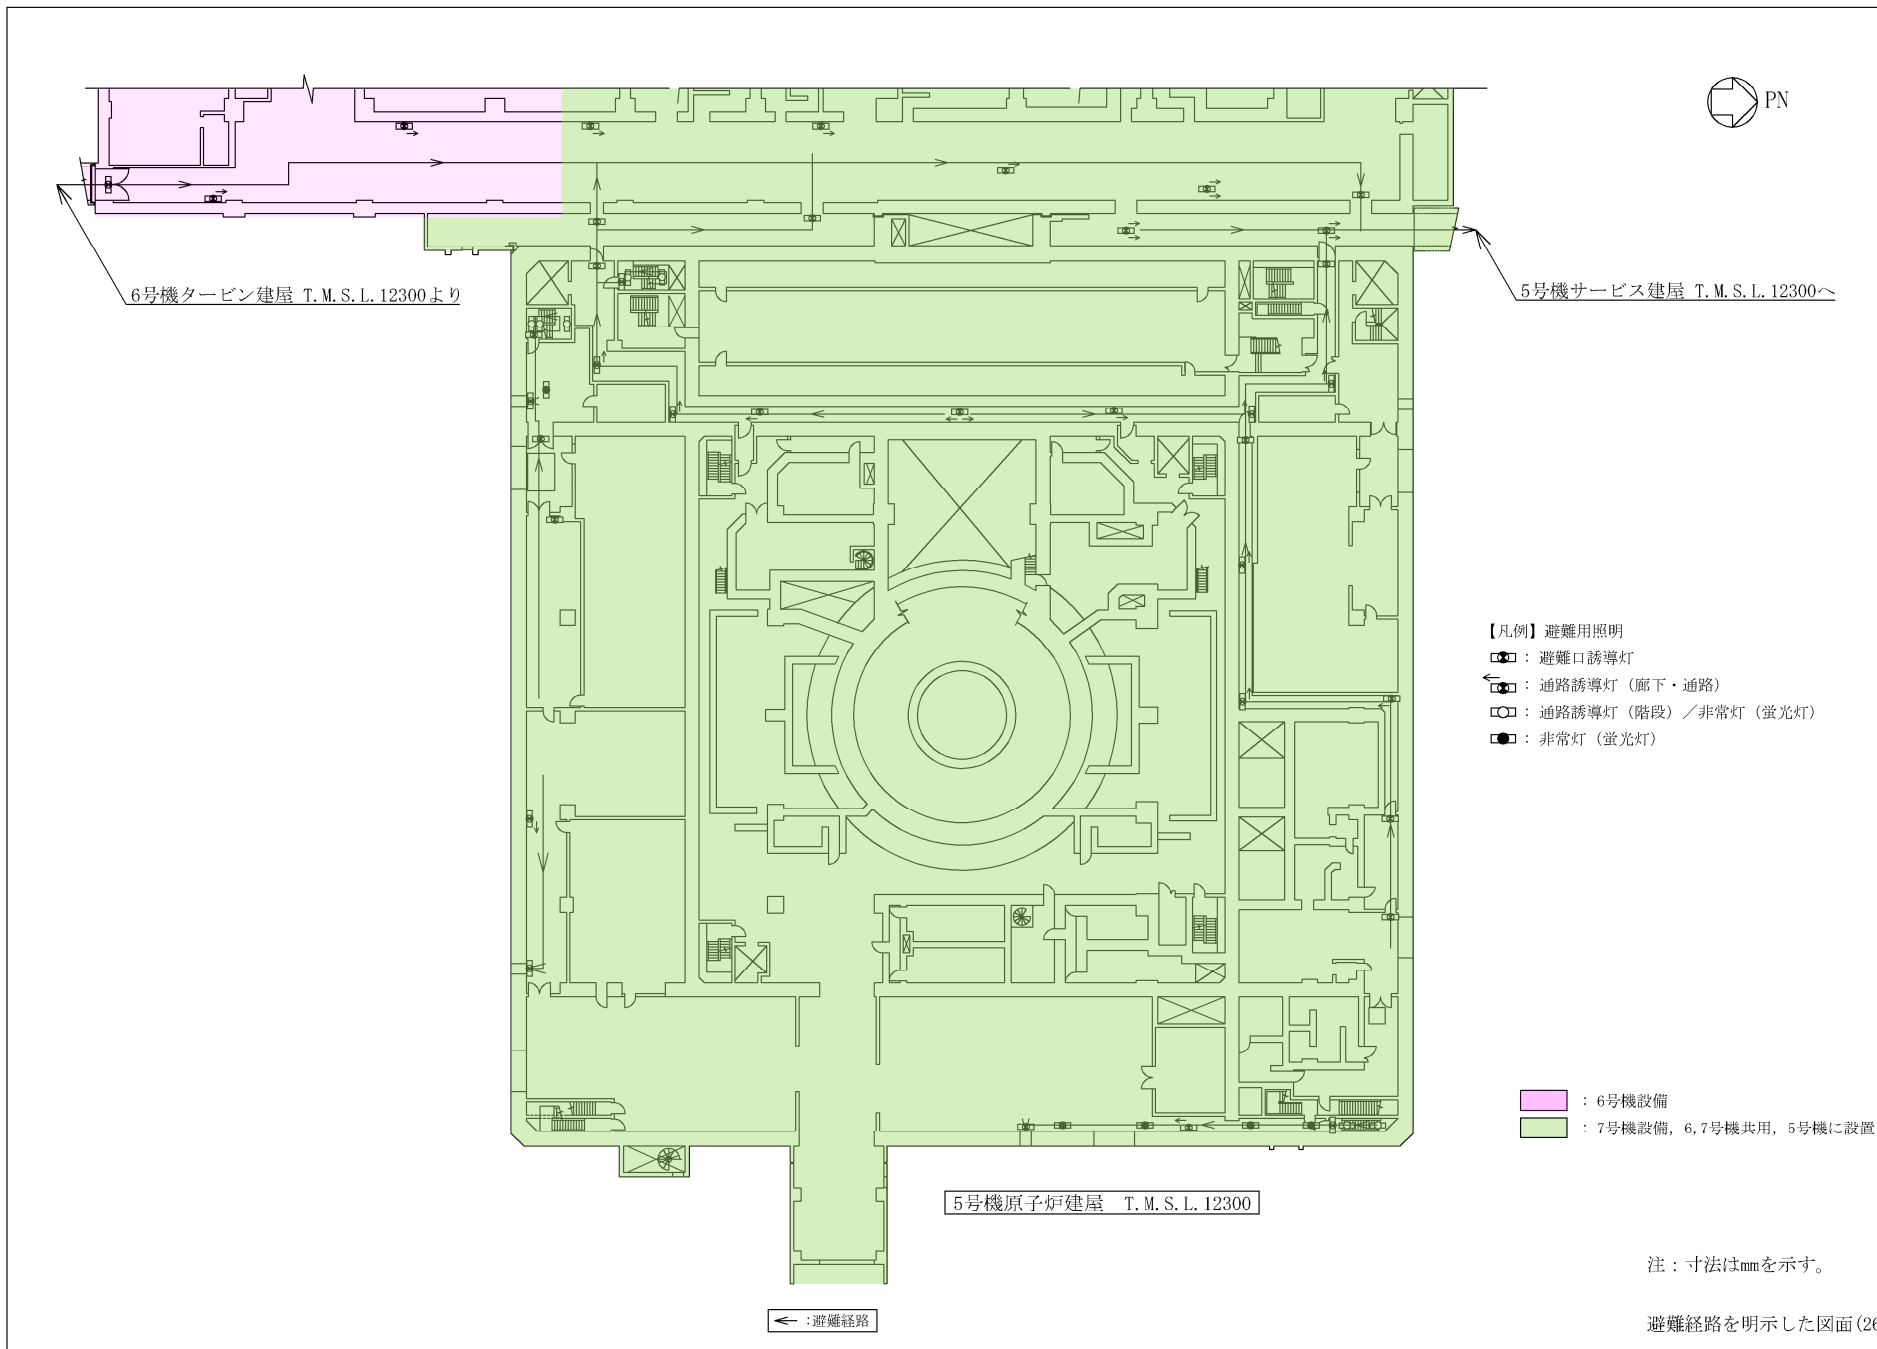 PN
6号機タービン建屋 T.M.S.L.12300より
5号機サービス建屋 T.M.S.L.12300へ
【凡例】避難用照明
：避難口誘導灯
：通路誘導灯（廊下・通路）
：通路誘導灯（階段）／非常灯（蛍光灯）
：非常灯（蛍光灯）
：6号機設備
：7号機設備，6,7号機共用，5号機に設置
5号機原子炉建屋　T.M.S.L.12300
注：寸法はmmを示す。
：避難経路
避難経路を明示した図面(26